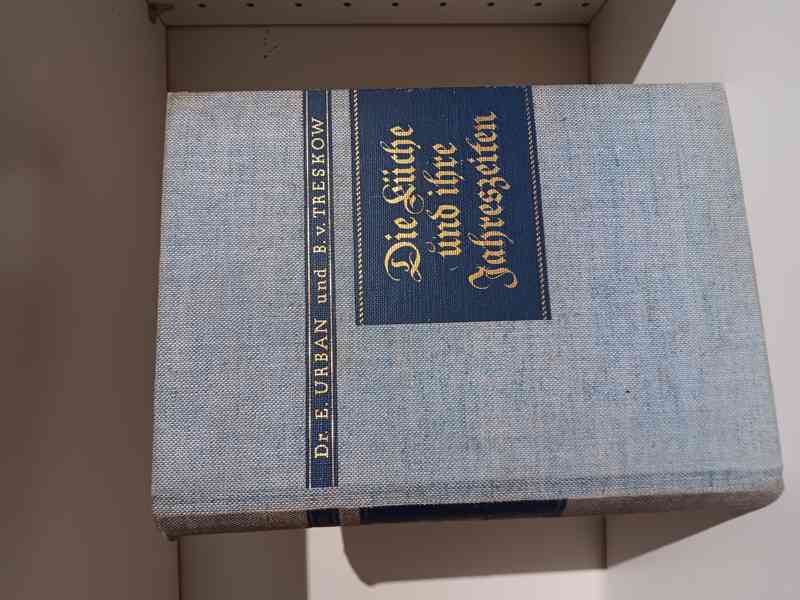 Dr. E. URBAN und B. v. TRESKOW
Die Küche
und ihre
Jahreszeiten